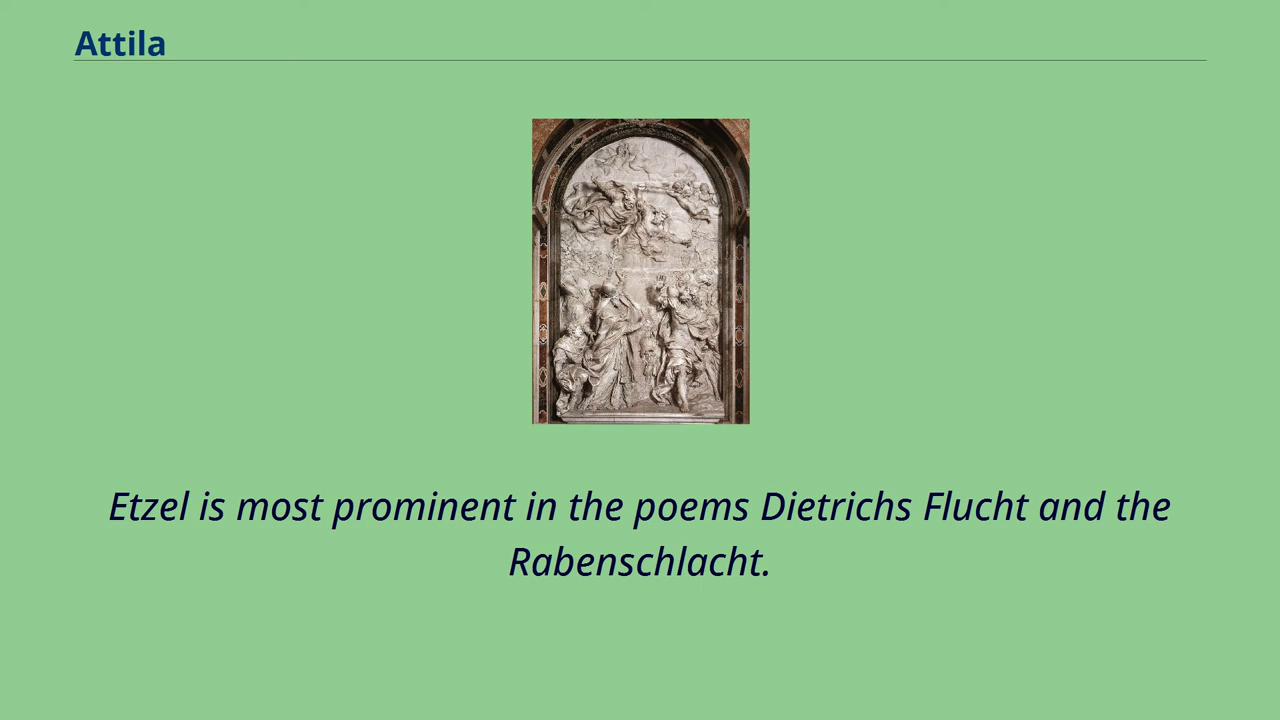 Attila
Etzel is most prominent in the poems Dietrichs Flucht and the
Rabenschlacht.